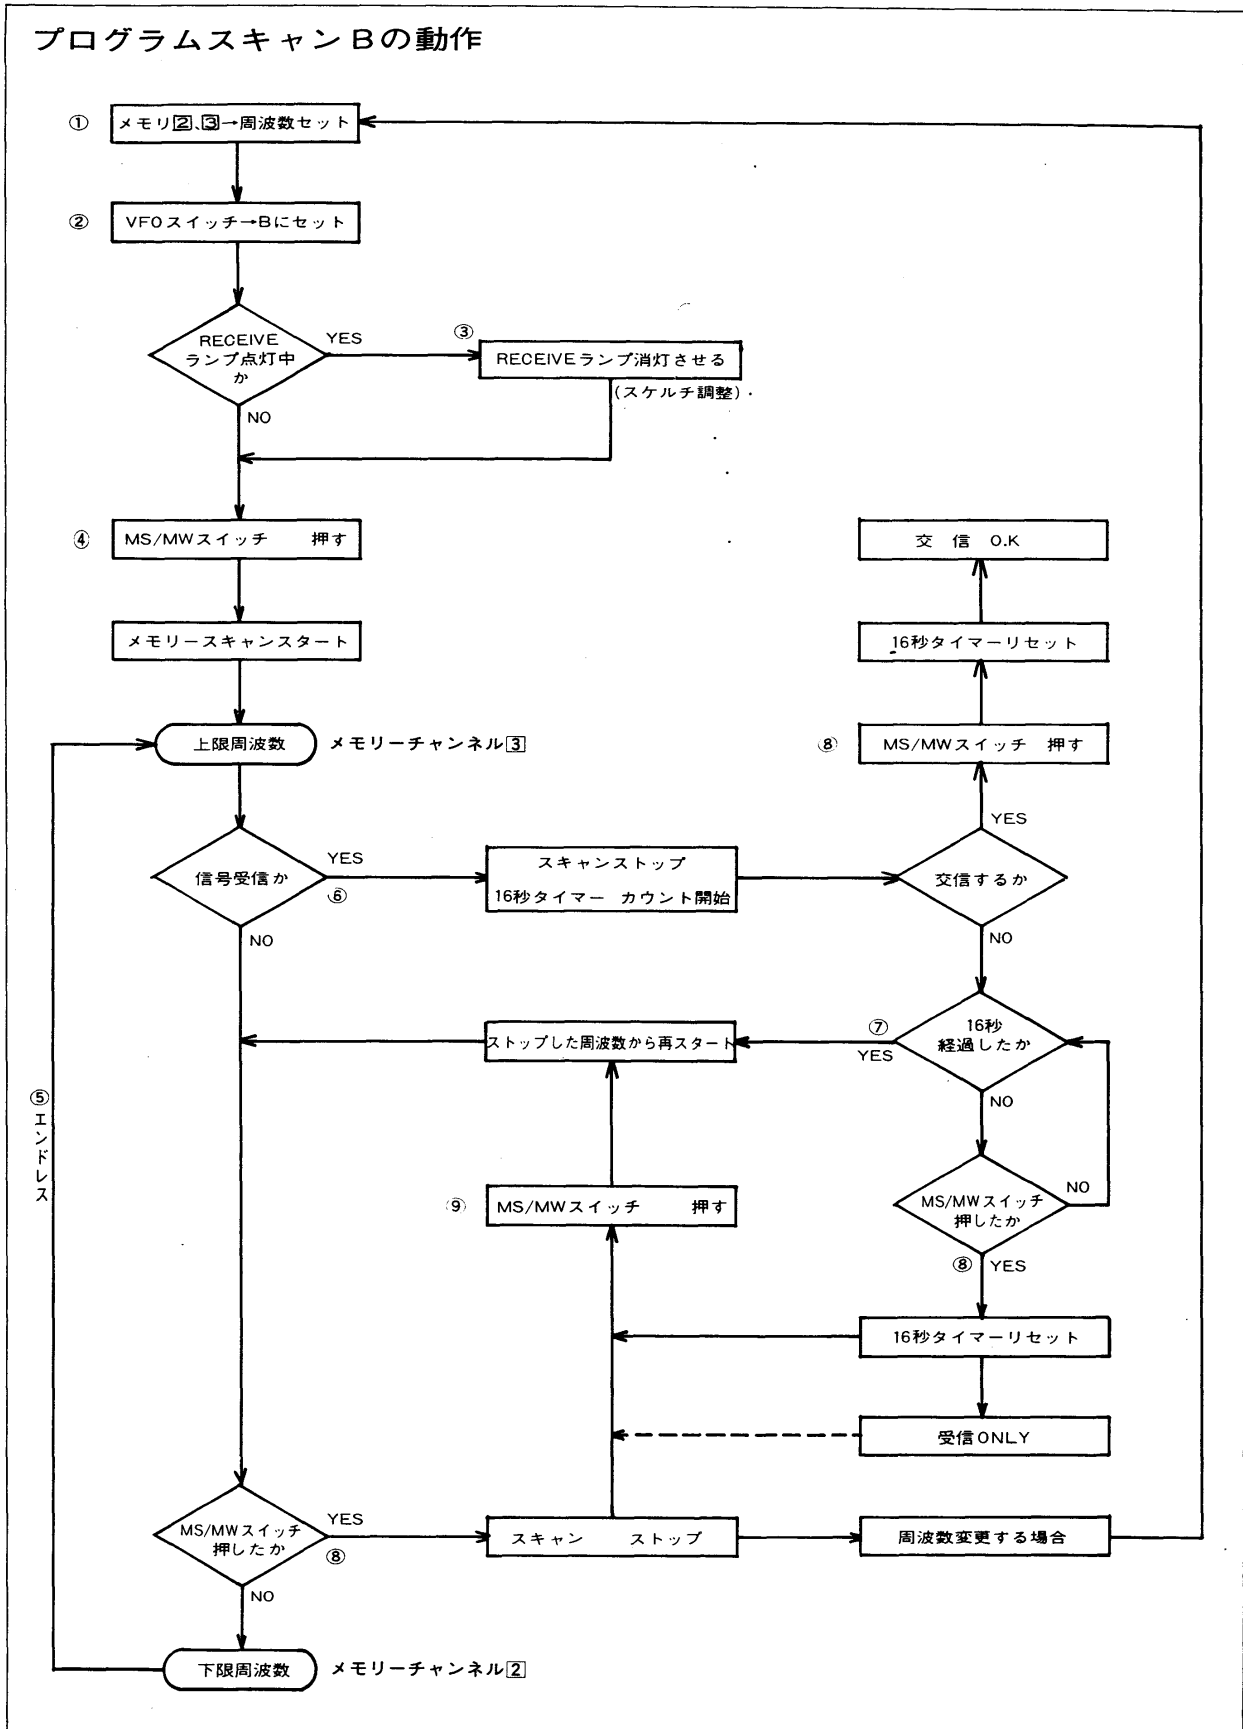 プログラムスキャンBの動作
① メモリ2、3→周波数セット
② VFOスイッチ→Bにセット
RECEIVE
ランプ点灯中
か
YES
③
RECEIVEランプ消灯させる
(スケルチ調整)
NO
④ MS/MWスイッチ 押す
メモリースキャンスタート
上限周波数 メモリーチャンネル3
信号受信か
YES
⑥
NO
スキャンストップ
16秒タイマー カウント開始
交信するか
YES
⑧ MS/MWスイッチ 押す
16秒タイマーリセット
交信 O.K
NO
16秒
経過したか
⑦
YES
ストップした周波数から再スタート
NO
MS/MWスイッチ
押したか
NO
⑧ YES
16秒タイマーリセット
受信ONLY
⑨ MS/MWスイッチ 押す
⑤エンドレス
MS/MWスイッチ
押したか
YES
⑧
スキャン ストップ
周波数変更する場合
NO
下限周波数 メモリーチャンネル2